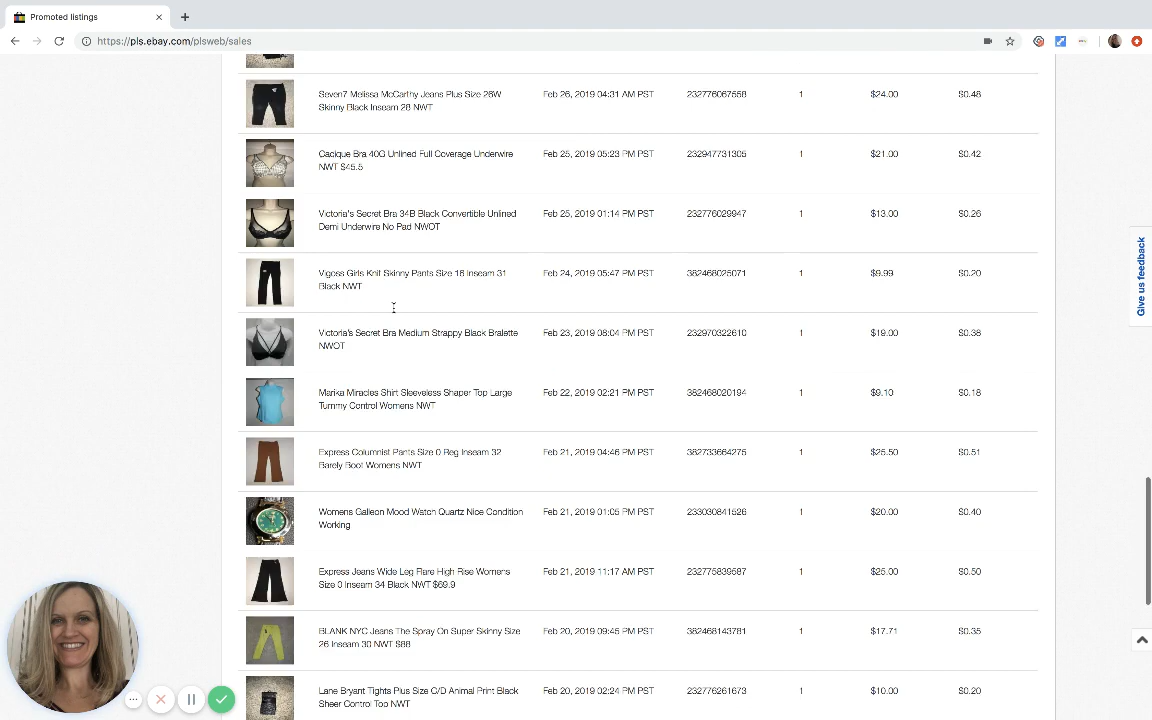 Promoted listings
https://pls.ebay.com/plsweb/sales
Seven7 Melissa McCarthy Jeans Plus Size 26W Feb 26, 2019 04:31 AM PST 232776067558 1 $24.00 $0.48
Skinny Black Inseam 28 NWT
Cacique Bra 40G Unlined Full Coverage Underwire Feb 25, 2019 05:23 PM PST 232947731305 1 $21.00 $0.42
NWT $45.5
Victoria's Secret Bra 34B Black Convertible Unlined Feb 25, 2019 01:14 PM PST 232776029947 1 $13.00 $0.26
Demi Underwire No Pad NWOT
Vigoss Girls Knit Skinny Pants Size 16 Inseam 31 Feb 24, 2019 05:47 PM PST 382468025071 1 $9.99 $0.20
Black NWT
Victoria's Secret Bra Medium Strappy Black Bralette Feb 23, 2019 08:04 PM PST 232970322610 1 $19.00 $0.38
NWOT
Marika Miracles Shirt Sleeveless Shaper Top Large Feb 22, 2019 02:21 PM PST 382468020194 1 $9.10 $0.18
Tummy Control Womens NWT
Express Columnist Pants Size 0 Reg Inseam 32 Feb 21, 2019 04:46 PM PST 382733664275 1 $25.50 $0.51
Barely Boot Womens NWT
Womens Galleon Mood Watch Quartz Nice Condition Feb 21, 2019 01:05 PM PST 233030841526 1 $20.00 $0.40
Working
Express Jeans Wide Leg Flare High Rise Womens Feb 21, 2019 11:17 AM PST 232775839587 1 $25.00 $0.50
Size 0 Inseam 34 Black NWT $69.9
BLANK NYC Jeans The Spray On Super Skinny Size Feb 20, 2019 09:45 PM PST 382468143781 1 $17.71 $0.35
26 Inseam 30 NWT $88
Lane Bryant Tights Plus Size C/D Animal Print Black Feb 20, 2019 02:24 PM PST 232776261673 1 $10.00 $0.20
Sheer Control Top NWT
Give us feedback